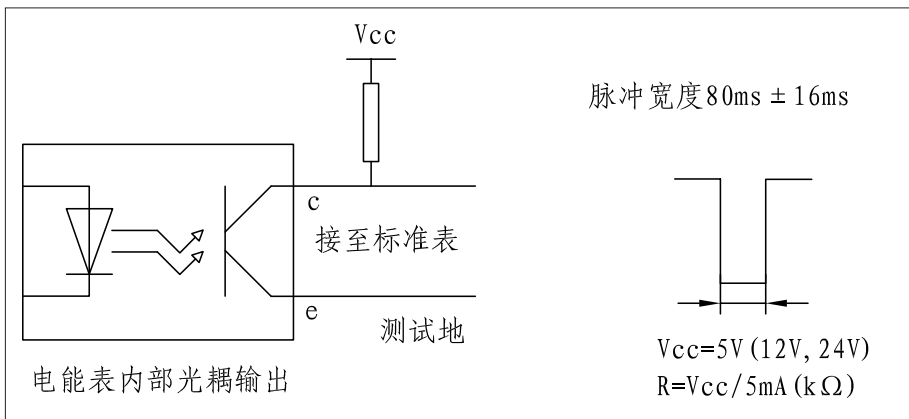 Vcc
脉冲宽度80ms±16ms
c
接至标准表
e
测试地
电能表内部光耦输出
Vcc=5V(12V,24V)
R=Vcc/5mA(kΩ)